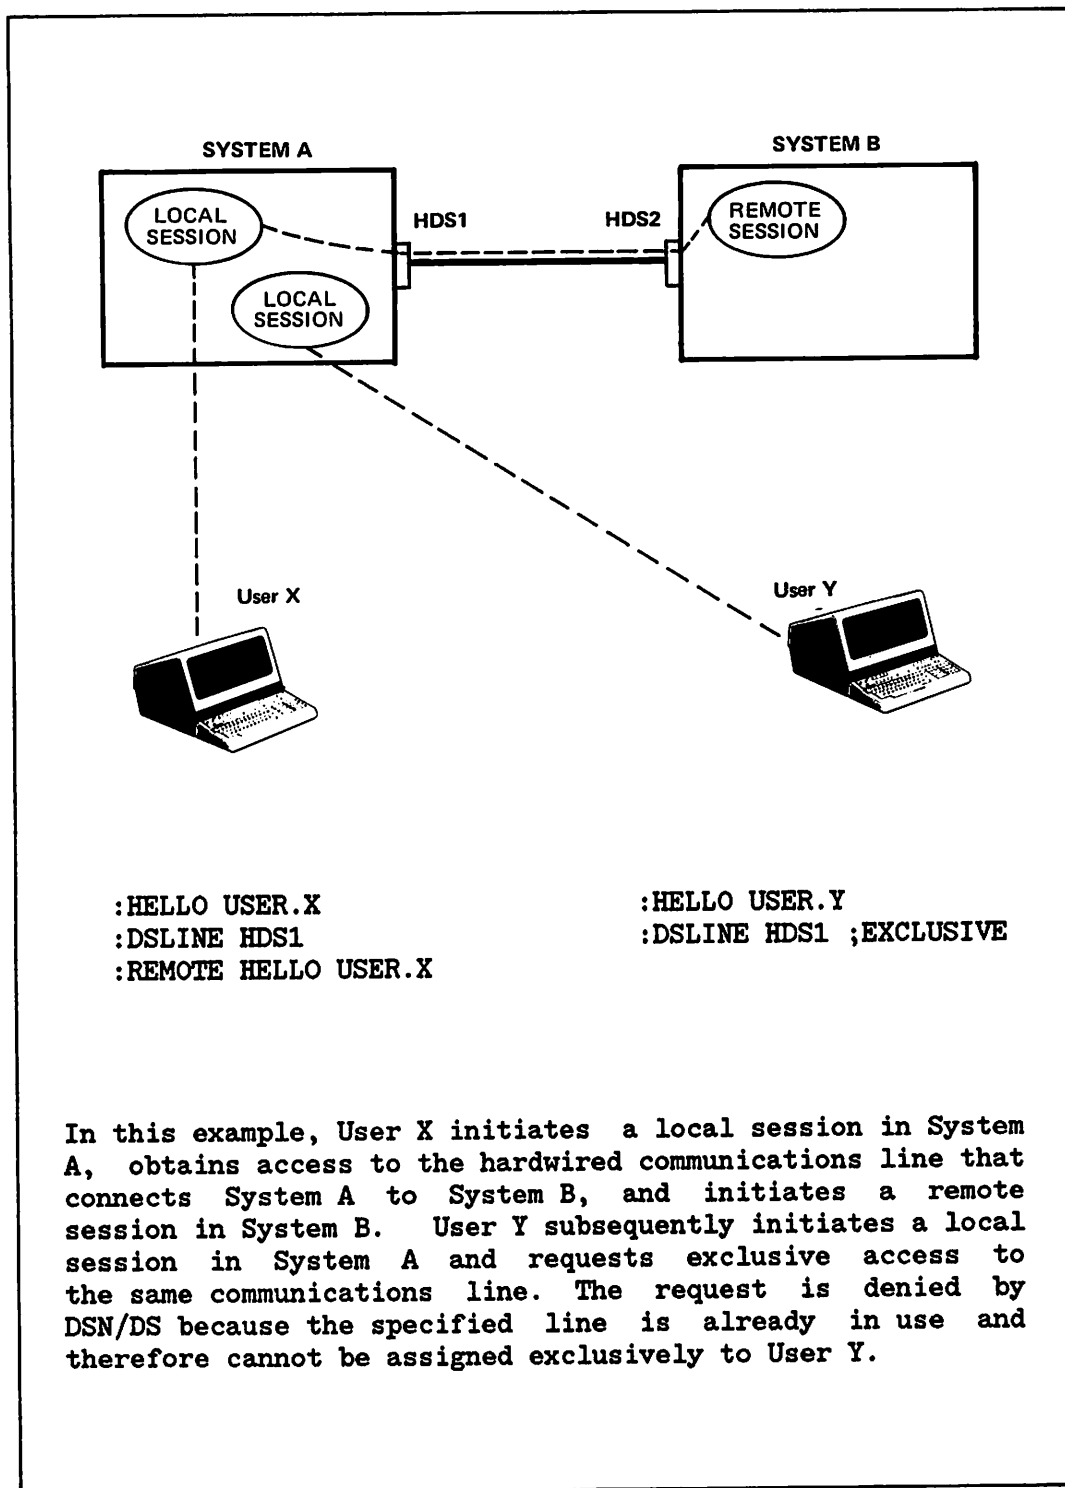 SYSTEM A
SYSTEM B
LOCAL
SESSION
HDS1
HDS2
REMOTE
SESSION
LOCAL
SESSION
User X
User Y
:HELLO USER.X
:DSLINE HDS1
:REMOTE HELLO USER.X
:HELLO USER.Y
:DSLINE HDS1 ;EXCLUSIVE
In this example, User X initiates a local session in System
A, obtains access to the hardwired communications line that
connects System A to System B, and initiates a remote
session in System B. User Y subsequently initiates a local
session in System A and requests exclusive access to
the same communications line. The request is denied by
DSN/DS because the specified line is already in use and
therefore cannot be assigned exclusively to User Y.